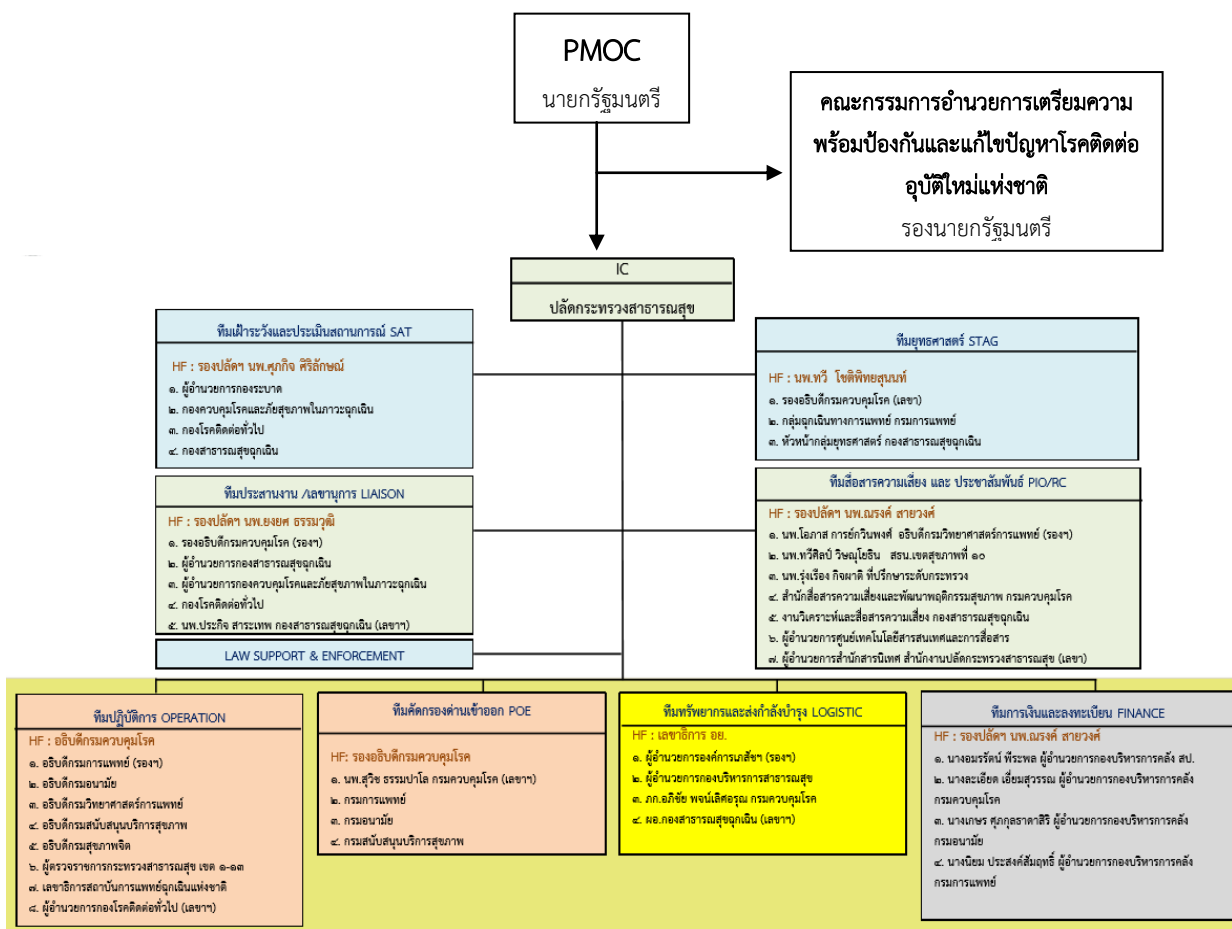 PMOC
นายกรัฐมนตรี
คณะกรรมการอำนวยการเตรียมความ
พร้อมป้องกันและแก้ไขปัญหาโรคติดต่อ
อุบัติใหม่แห่งชาติ
รองนายกรัฐมนตรี
IC
ปลัดกระทรวงสาธารณสุข
ทีมเฝ้าระวังและประเมินสถานการณ์ SAT
HF : รองปลัดฯ นพ.ศุภกิจ ศิริลักษณ์
๑. ผู้อำนวยการกองระบาด
๒. กองควบคุมโรคและภัยสุขภาพในภาวะฉุกเฉิน
๓. กองโรคติดต่อทั่วไป
๔. กองสาธารณสุขฉุกเฉิน
ทีมยุทธศาสตร์ STAG
HF : นพ.ทวี โชติพิทยสุนนท์
๑. รองอธิบดีกรมควบคุมโรค (เลขา)
๒. กลุ่มฉุกเฉินทางการแพทย์ กรมการแพทย์
๓. หัวหน้ากลุ่มยุทธศาสตร์ กองสาธารณสุขฉุกเฉิน
ทีมประสานงาน /เลขานุการ LIAISON
HF : รองปลัดฯ นพ.ยงยศ ธรรมวุฒิ
๑. รองอธิบดีกรมควบคุมโรค (รองฯ)
๒. ผู้อำนวยการกองสาธารณสุขฉุกเฉิน
๓. ผู้อำนวยการกองควบคุมโรคและภัยสุขภาพในภาวะฉุกเฉิน
๔. กองโรคติดต่อทั่วไป
๕. นพ.ประกิจ สาระเทพ กองสาธารณสุขฉุกเฉิน (เลขาฯ)
ทีมสื่อสารความเสี่ยง และ ประชาสัมพันธ์ PIO/RC
HF : รองปลัดฯ นพ.ณรงค์ สายวงศ์
๑. นพ.โอภาส การย์กวินพงศ์ อธิบดีกรมวิทยาศาสตร์การแพทย์ (รองฯ)
๒. นพ.ทวีศิลป์ วิษณุโยธิน สธน.เขตสุขภาพที่ ๑๐
๓. นพ.รุ่งเรือง กิจผาติ ที่ปรึกษาระดับกระทรวง
๔. สำนักสื่อสารความเสี่ยงและพัฒนาพฤติกรรมสุขภาพ กรมควบคุมโรค
๕. งานวิเคราะห์และสื่อสารความเสี่ยง กองสาธารณสุขฉุกเฉิน
๖. ผู้อำนวยการศูนย์เทคโนโลยีสารสนเทศและการสื่อสาร
๗. ผู้อำนวยการสำนักสารนิเทศ สำนักงานปลัดกระทรวงสาธารณสุข (เลขา)
LAW SUPPORT & ENFORCEMENT
ทีมปฏิบัติการ OPERATION
HF : อธิบดีกรมควบคุมโรค
๑. อธิบดีกรมการแพทย์ (รองฯ)
๒. อธิบดีกรมอนามัย
๓. อธิบดีกรมวิทยาศาสตร์การแพทย์
๔. อธิบดีกรมสนับสนุนบริการสุขภาพ
๕. อธิบดีกรมสุขภาพจิต
๖. ผู้ตรวจราชการกระทรวงสาธารณสุข เขต ๑-๑๓
๗. เลขาธิการสถาบันการแพทย์ฉุกเฉินแห่งชาติ
๘. ผู้อำนวยการกองโรคติดต่อทั่วไป (เลขาฯ)
ทีมคัดกรองด่านเข้าออก POE
HF: รองอธิบดีกรมควบคุมโรค
๑. นพ.สุวิช ธรรมปาโล กรมควบคุมโรค (เลขาฯ)
๒. กรมการแพทย์
๓. กรมอนามัย
๔. กรมสนับสนุนบริการสุขภาพ
ทีมทรัพยากรและส่งกำลังบำรุง LOGISTIC
HF : เลขาธิการ อย.
๑. ผู้อำนวยการองค์การเภสัชฯ (รองฯ)
๒. ผู้อำนวยการกองบริหารการสาธารณสุข
๓. ภก.อภิชัย พจน์เลิศอรุณ กรมควบคุมโรค
๔. ผอ.กองสาธารณสุขฉุกเฉิน (เลขาฯ)
ทีมการเงินและลงทะเบียน FINANCE
HF : รองปลัดฯ นพ.ณรงค์ สายวงศ์
๑. นางอมรรัตน์ พีระพล ผู้อำนวยการกองบริหารการคลัง สป.
๒. นางละเอียด เอี่ยมสุวรรณ ผู้อำนวยการกองบริหารการคลัง
กรมควบคุมโรค
๓. นางเกษร ศุภกุลธาดาสิริ ผู้อำนวยการกองบริหารการคลัง
กรมอนามัย
๔. นางนิยม ประสงค์สัมฤทธิ์ ผู้อำนวยการกองบริหารการคลัง
กรมการแพทย์